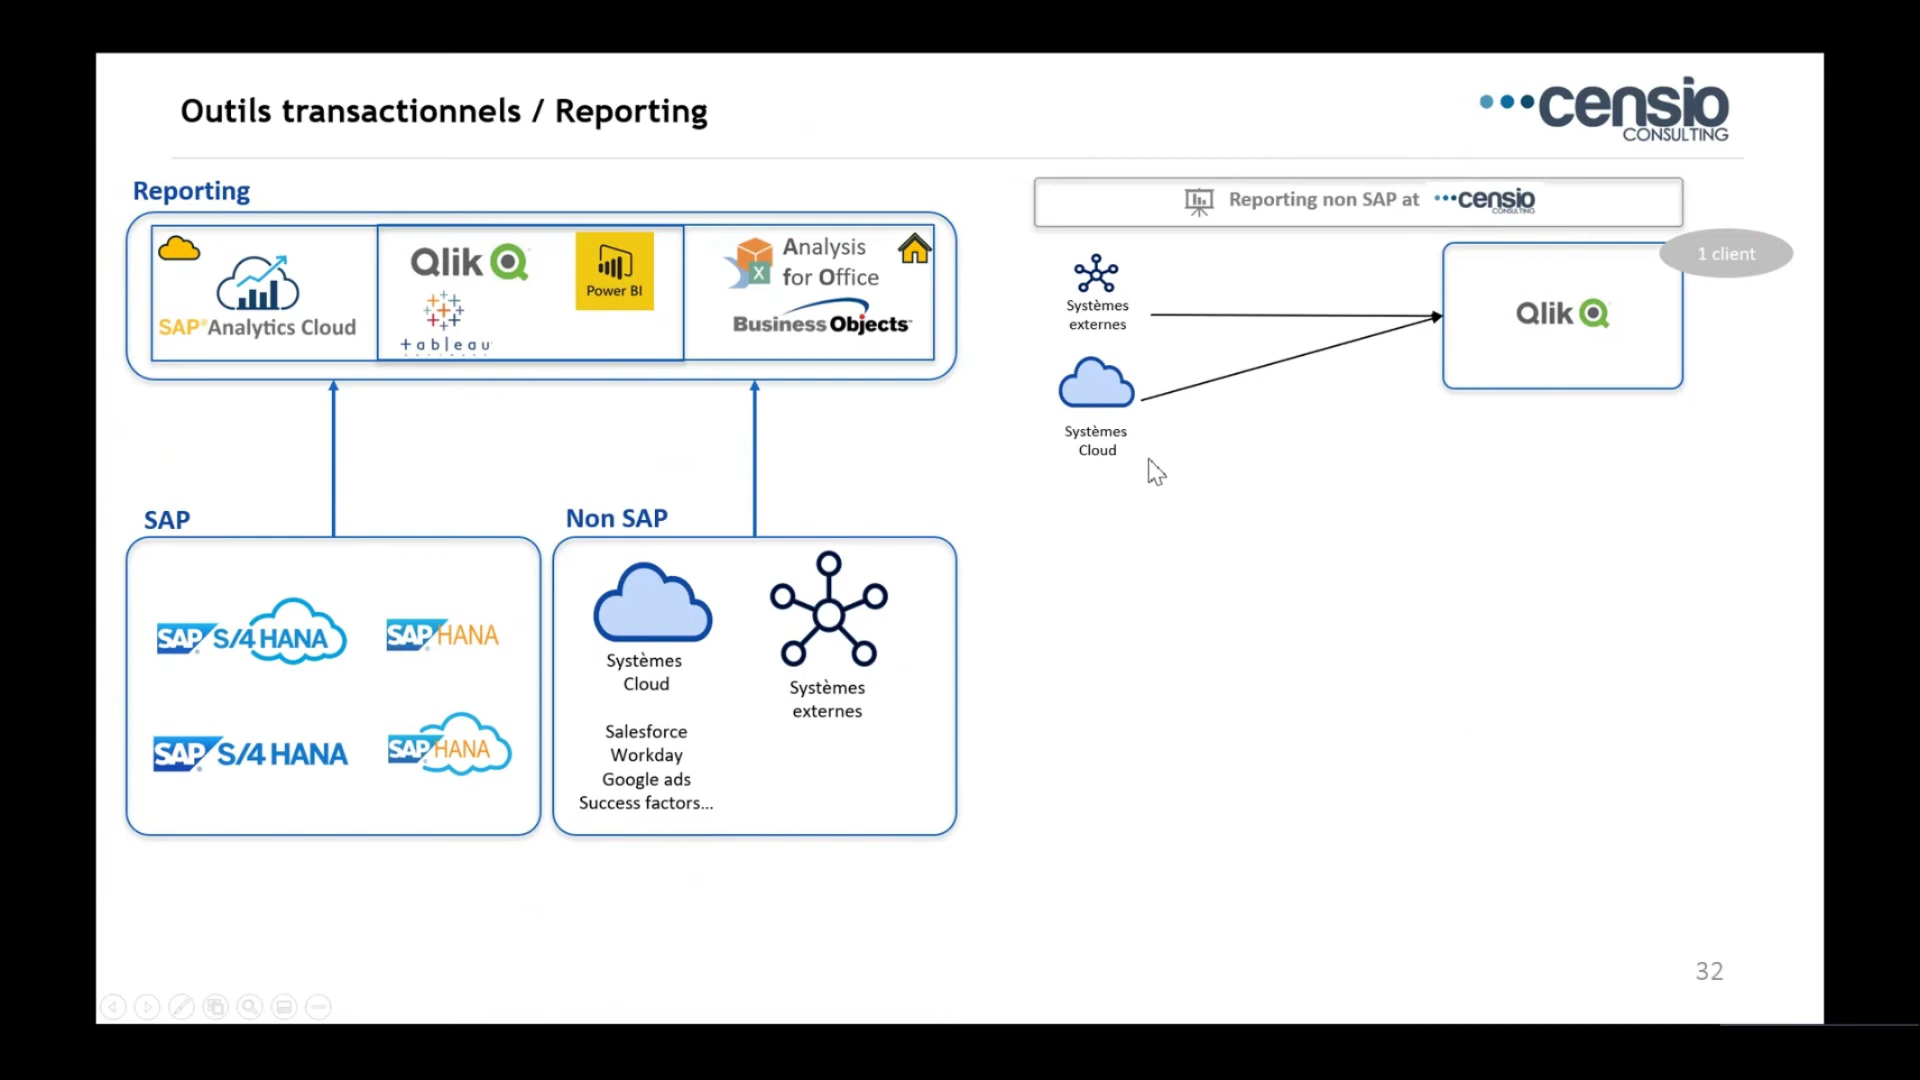 Outils transactionnels / Reporting
censio
CONSULTING
Reporting
SAP® Analytics Cloud
Qlik
Power BI
+ a b l e a u
Analysis
for Office
Business Objects
SAP
SAP S/4 HANA
SAP HANA
SAP S/4 HANA
SAP HANA
Non SAP
Systèmes
Cloud
Salesforce
Workday
Google ads
Success factors...
Systèmes
externes
Reporting non SAP at censio
CONSULTING
1 client
Systèmes
externes
Qlik
Systèmes
Cloud
32